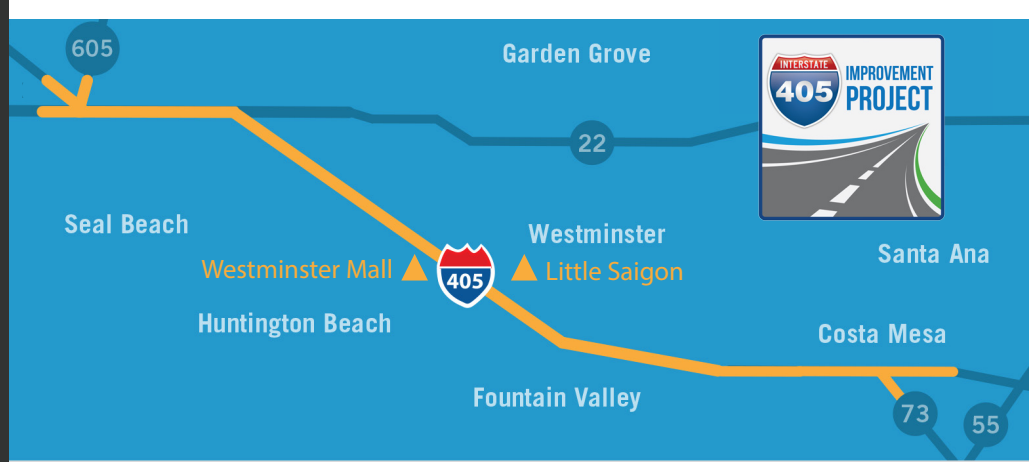 605
Garden Grove
INTERSTATE
405
IMPROVEMENT
PROJECT
22
Seal Beach
Westminster
Santa Ana
Westminster Mall
405
Little Saigon
Huntington Beach
Costa Mesa
Fountain Valley
73
55